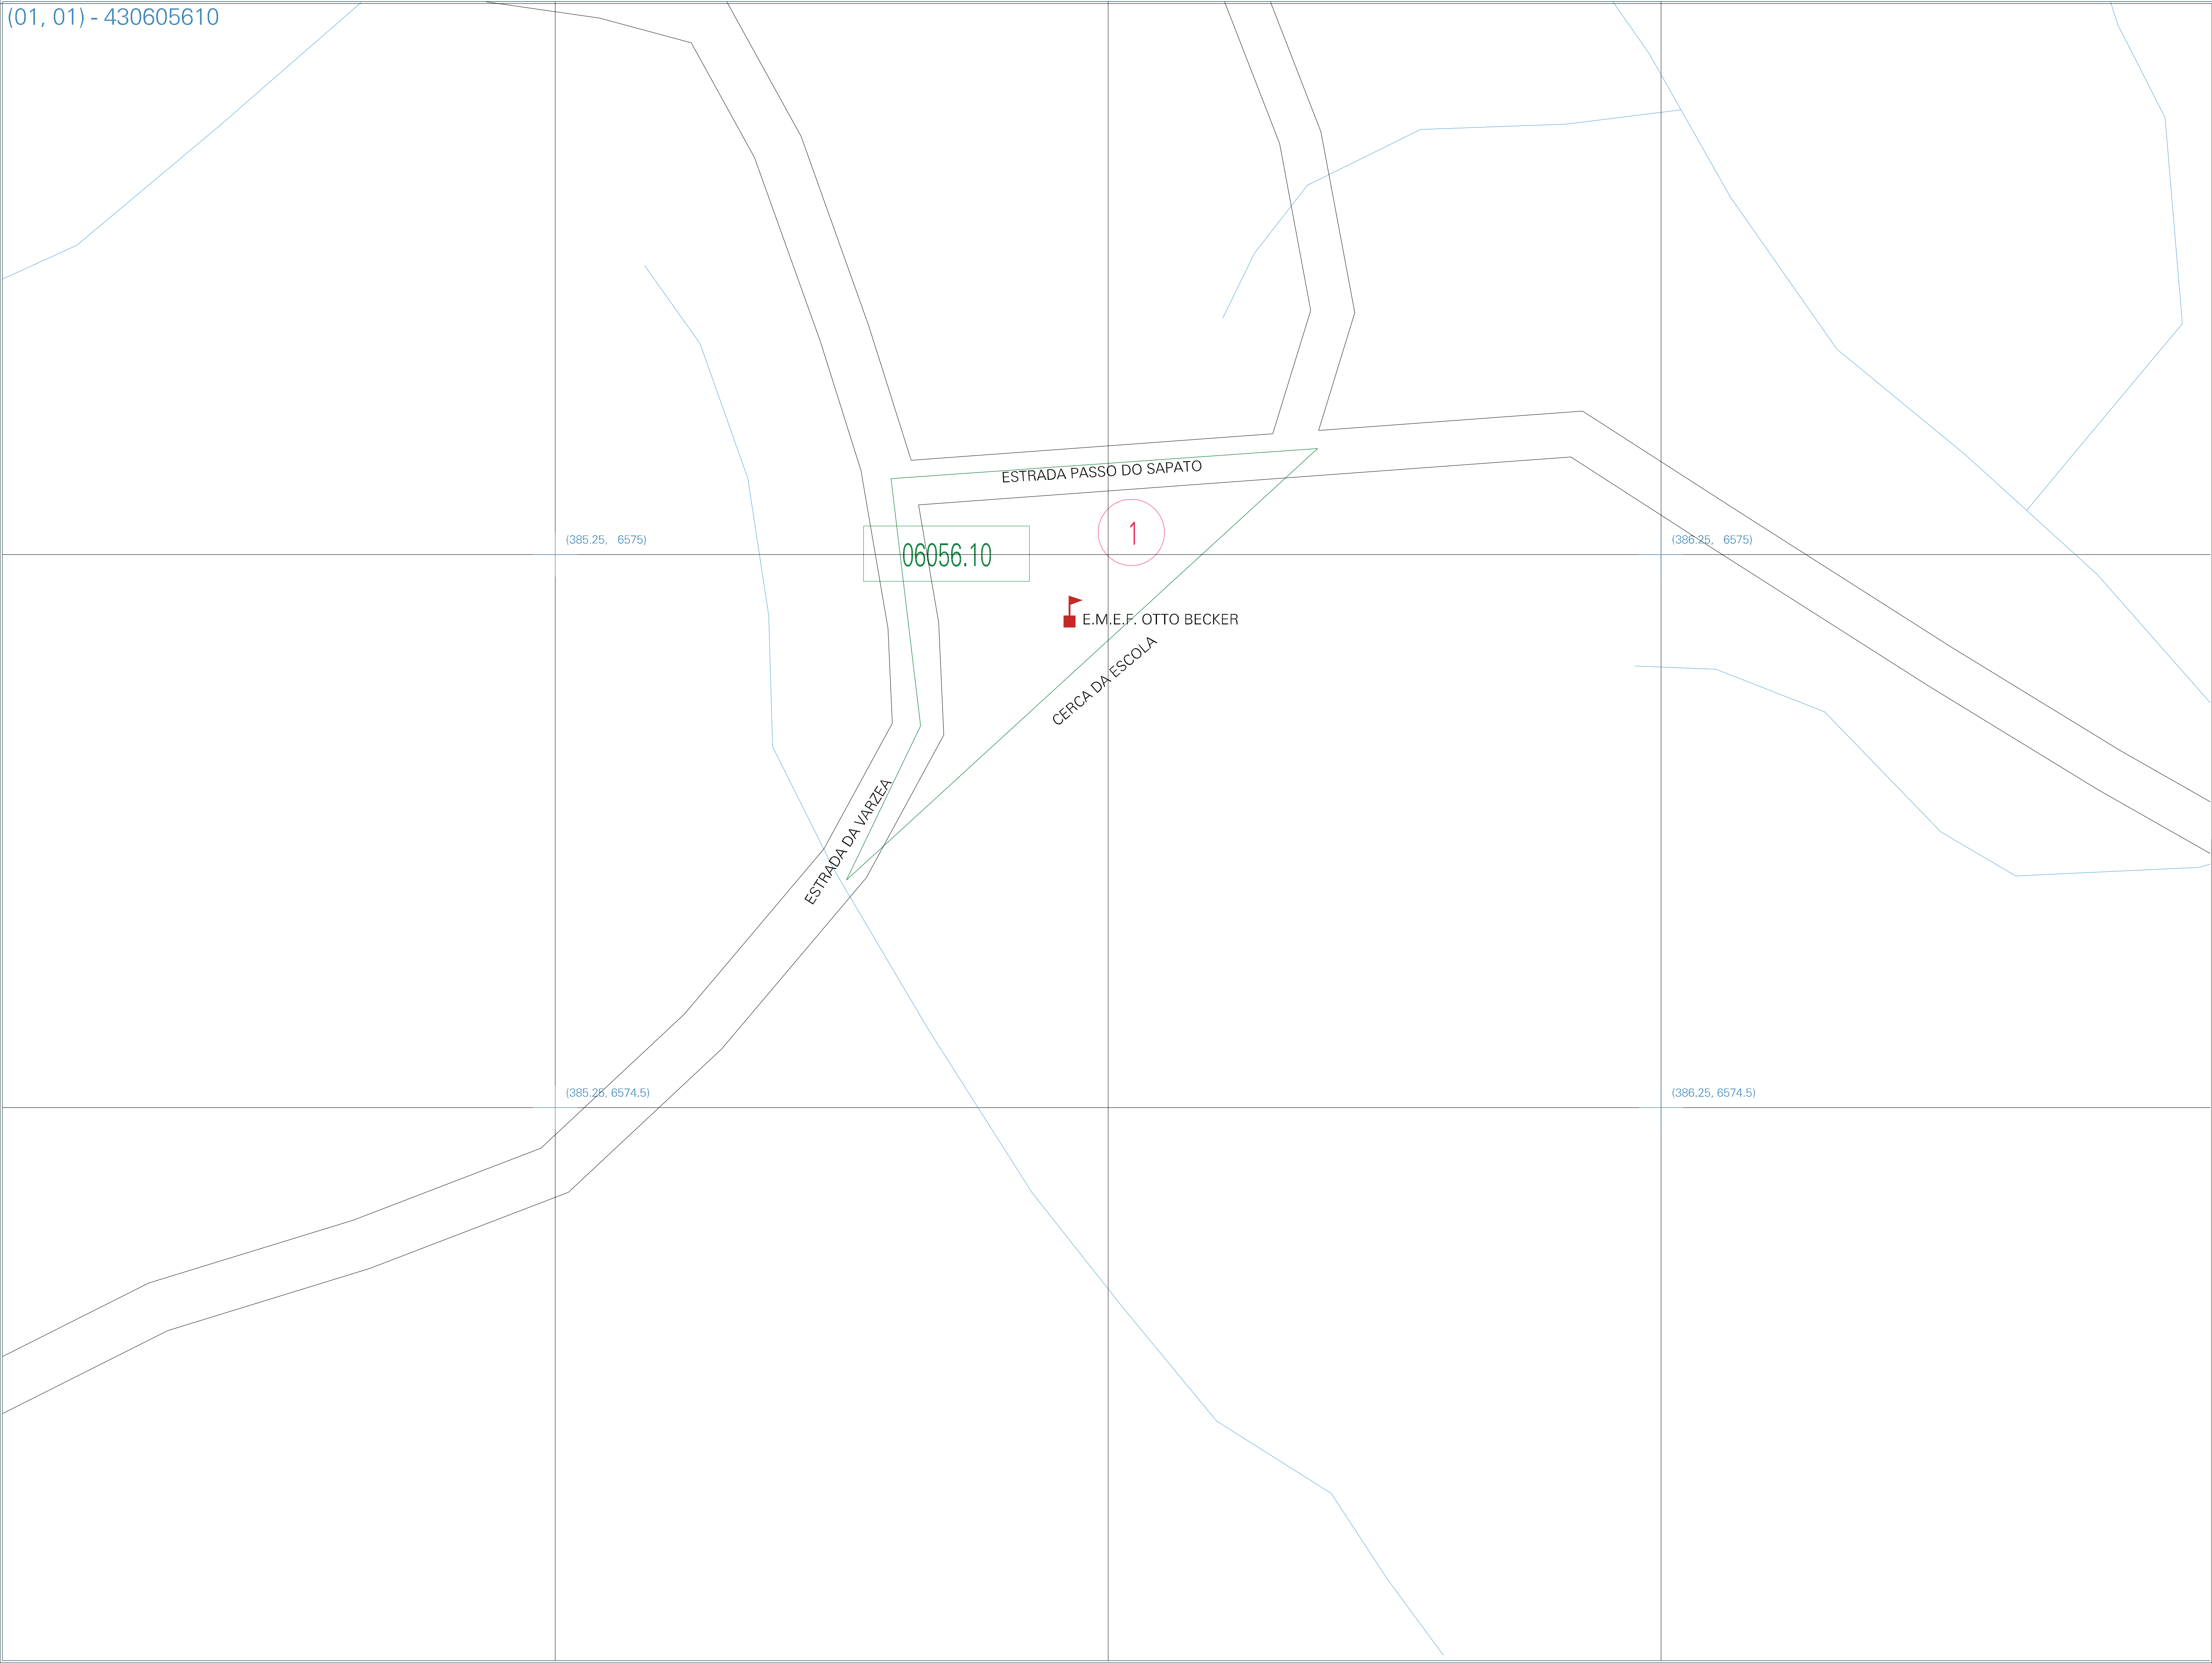 (01, 01) - 430605610
ESTRADA PASSO DO SAPATO
1
(385.25, 6575)
(386.25, 6575)
06056.10
E.M.E.F. OTTO BECKER
CERCA DA ESCOLA
ESTRADA DA VARZEA
(385.25, 6574.5)
(386.25, 6574.5)